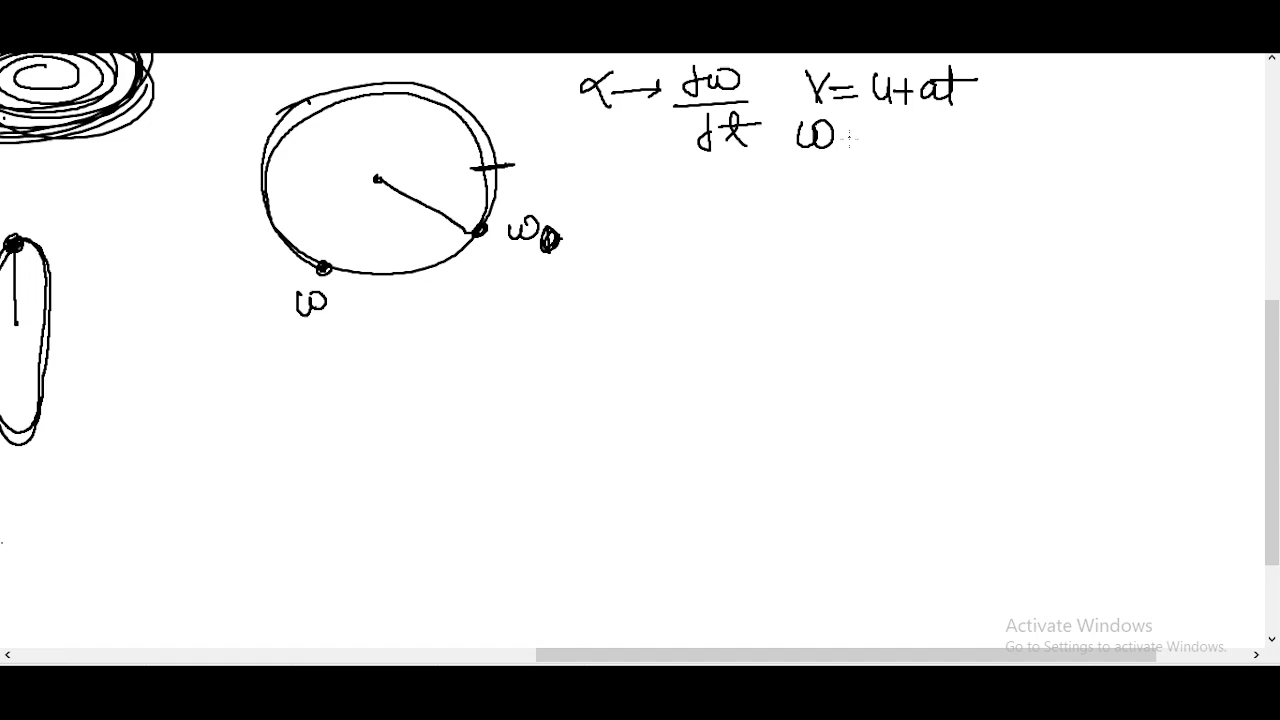 α → dω/dt V = u + at
ω
ω₀
ω
Activate Windows
Go to Settings to activate Windows.